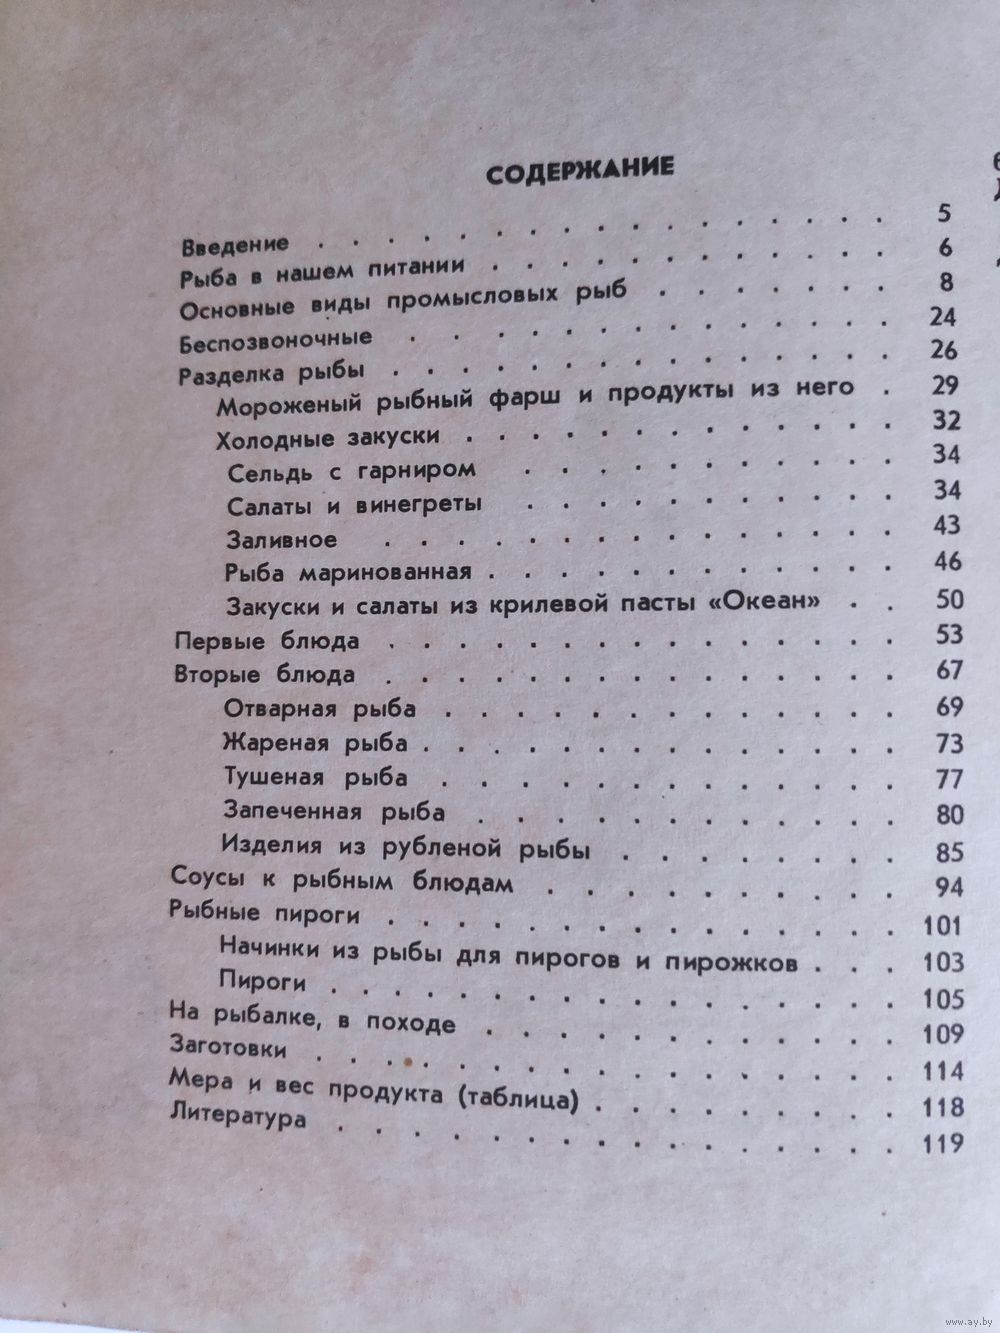 СОДЕРЖАНИЕ
Введение . . . . . . . . . . . . . . . . 5
Рыба в нашем питании . . . . . . . . . . . 6
Основные виды промысловых рыб . . . . . . . 8
Беспозвоночные . . . . . . . . . . . . . . 24
Разделка рыбы . . . . . . . . . . . . . . 26
Мороженый рыбный фарш и продукты из него . 29
Холодные закуски . . . . . . . . . . . . 32
Сельдь с гарниром . . . . . . . . . . 34
Салаты и винегреты . . . . . . . . . . 34
Заливное . . . . . . . . . . . . . . 43
Рыба маринованная . . . . . . . . . . . . 46
Закуски и салаты из крилевой пасты «Океан» . . 50
Первые блюда . . . . . . . . . . . . . . 53
Вторые блюда . . . . . . . . . . . . . . 67
Отварная рыба . . . . . . . . . . . . . 69
Жареная рыба . . . . . . . . . . . . . 73
Тушеная рыба . . . . . . . . . . . . . 77
Запеченная рыба . . . . . . . . . . . . 80
Изделия из рубленой рыбы . . . . . . . . 85
Соусы к рыбным блюдам . . . . . . . . . . 94
Рыбные пироги . . . . . . . . . . . . . . 101
Начинки из рыбы для пирогов и пирожков . . . 103
Пироги . . . . . . . . . . . . . . . . 105
На рыбалке, в походе . . . . . . . . . . . . 109
Заготовки . . . . . . . . . . . . . . . . 114
Мера и вес продукта (таблица) . . . . . . . . . 118
Литература . . . . . . . . . . . . . . . 119
www.ay.by